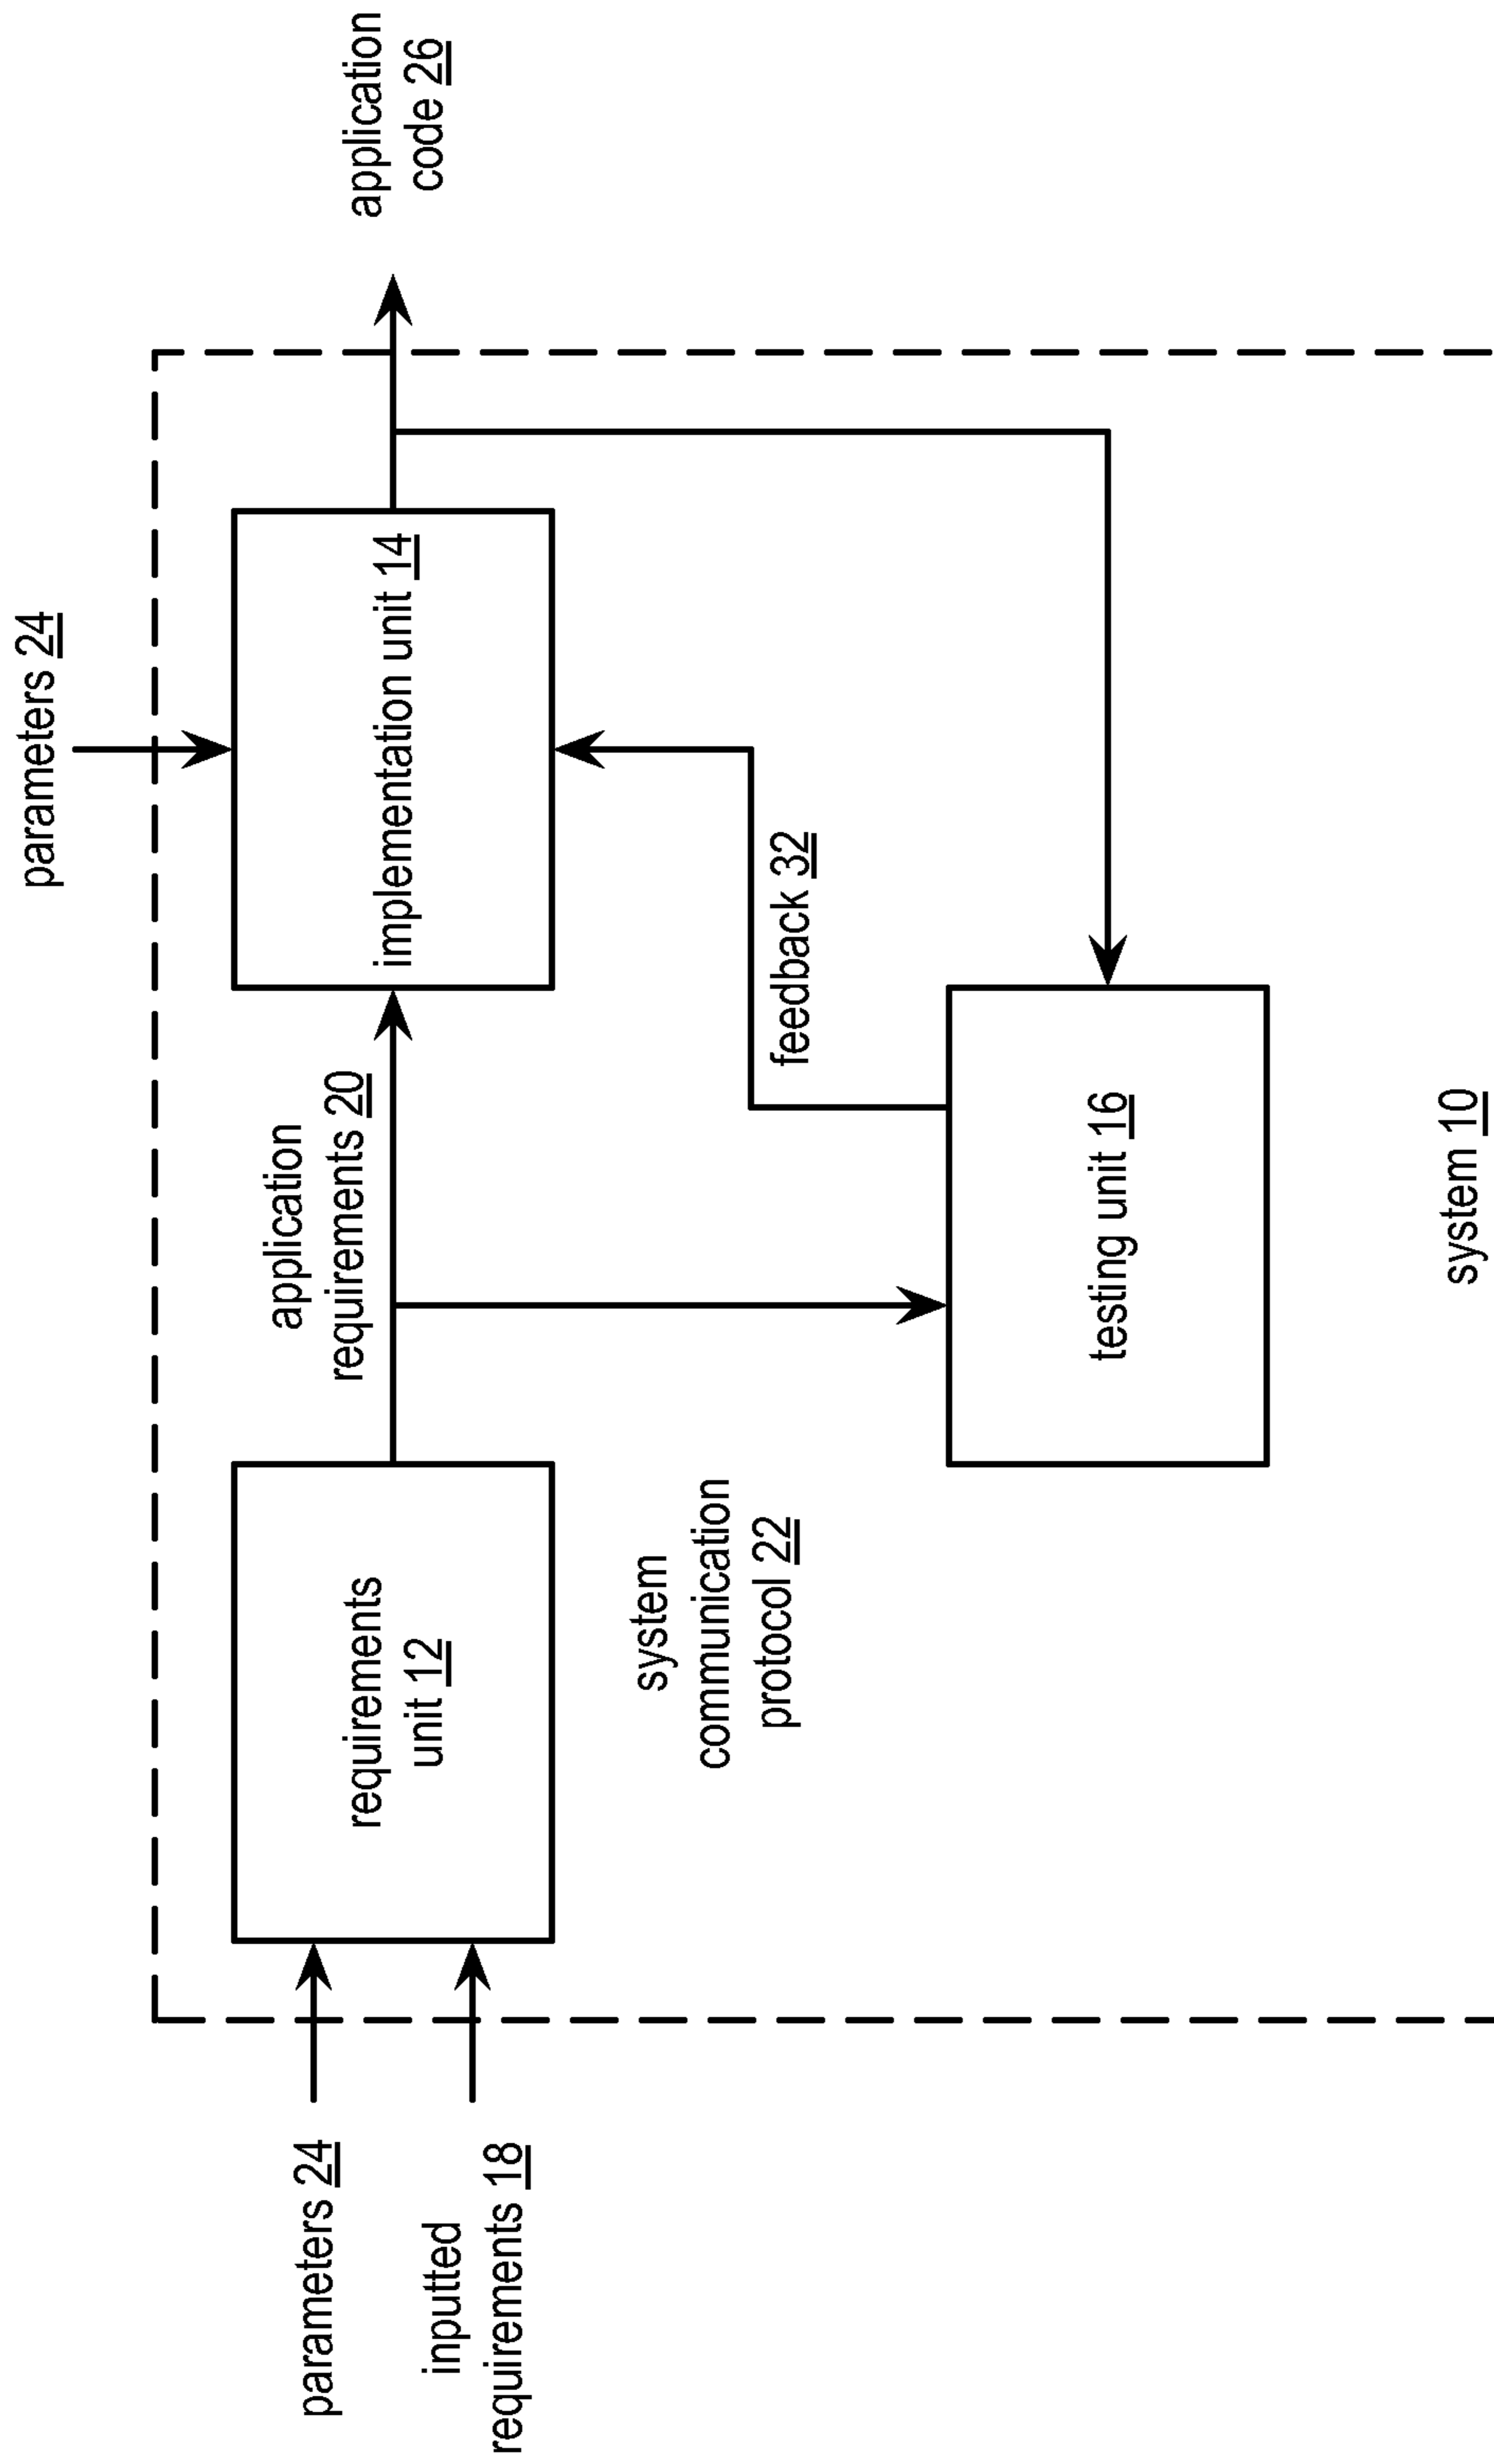 parameters 24
inputted
requirements 18
requirements
unit 12
application
requirements 20
system
communication
protocol 22
parameters 24
implementation unit 14
feedback 32
testing unit 16
application
code 26
system 10